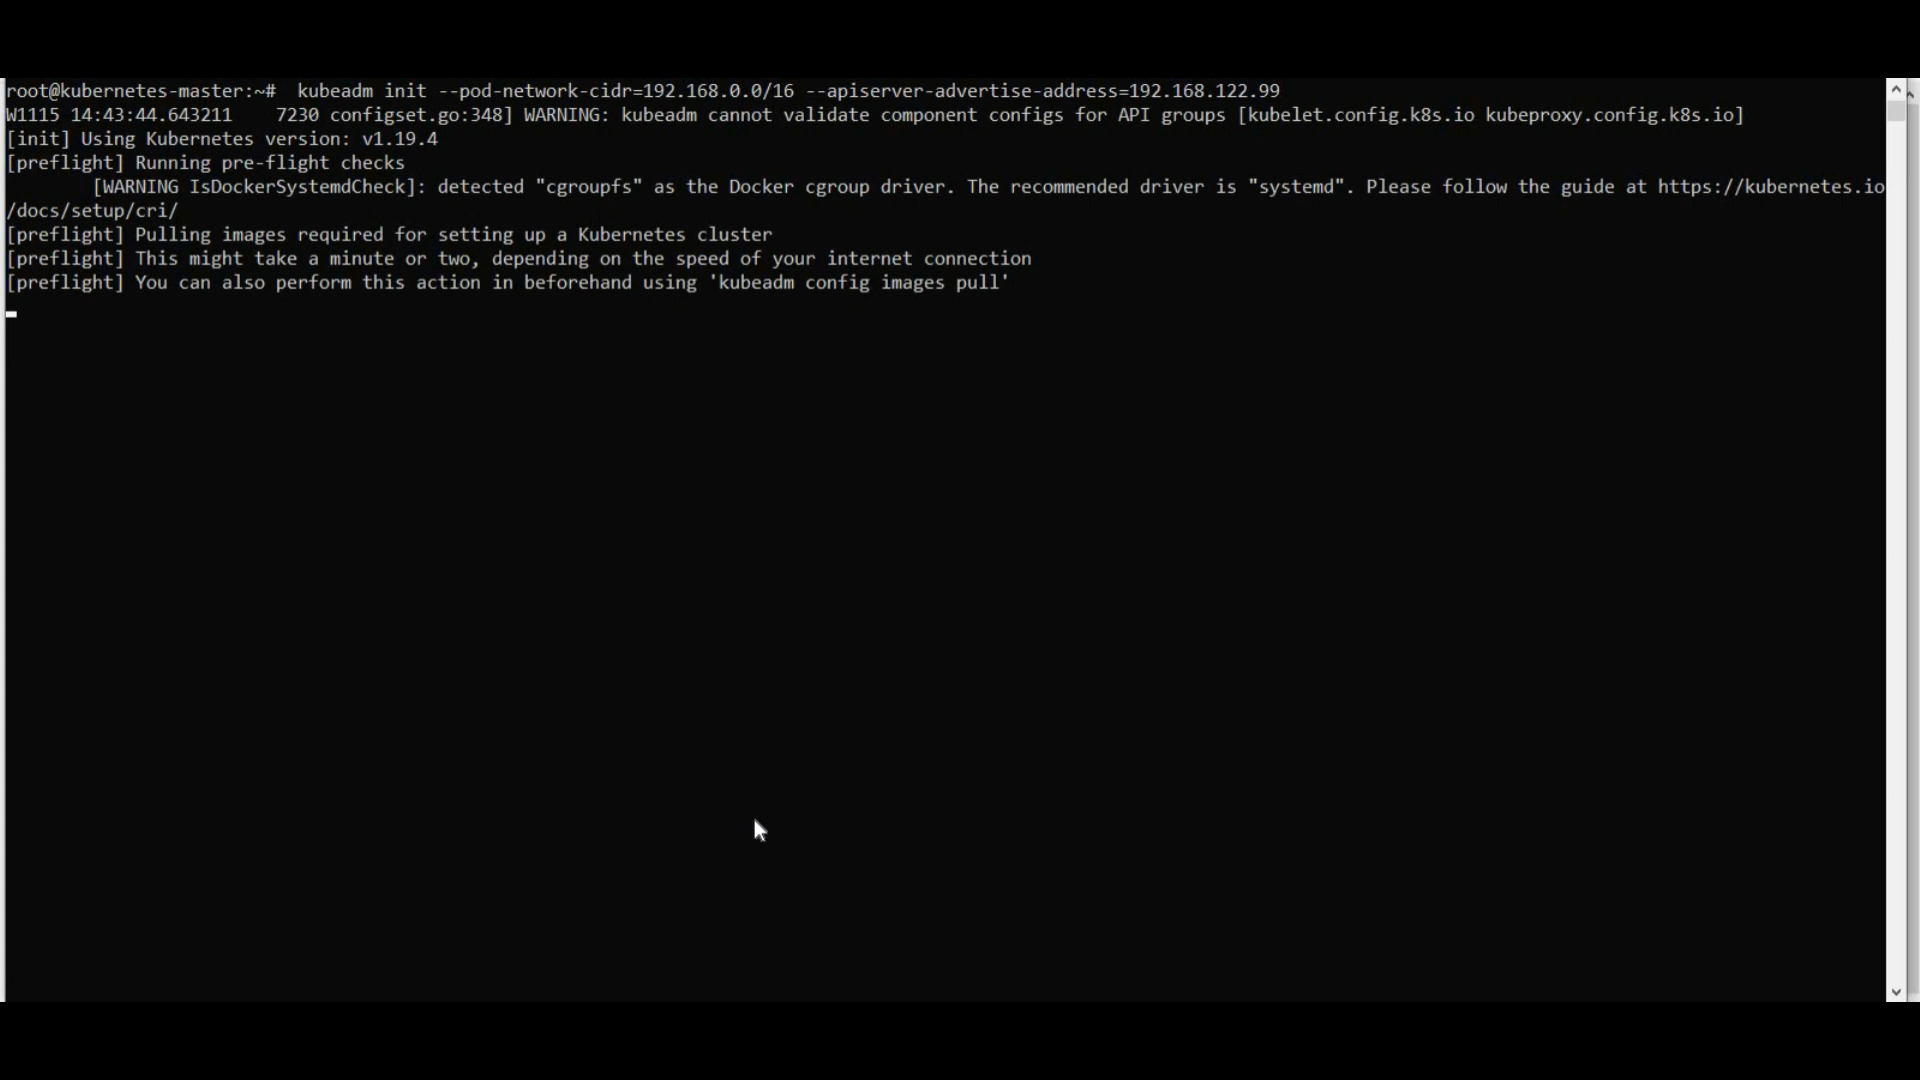 root@kubernetes-master:~#  kubeadm init --pod-network-cidr=192.168.0.0/16 --apiserver-advertise-address=192.168.122.99
W1115 14:43:44.643211    7230 configset.go:348] WARNING: kubeadm cannot validate component configs for API groups [kubelet.config.k8s.io kubeproxy.config.k8s.io]
[init] Using Kubernetes version: v1.19.4
[preflight] Running pre-flight checks
        [WARNING IsDockerSystemdCheck]: detected "cgroupfs" as the Docker cgroup driver. The recommended driver is "systemd". Please follow the guide at https://kubernetes.io
/docs/setup/cri/
[preflight] Pulling images required for setting up a Kubernetes cluster
[preflight] This might take a minute or two, depending on the speed of your internet connection
[preflight] You can also perform this action in beforehand using 'kubeadm config images pull'